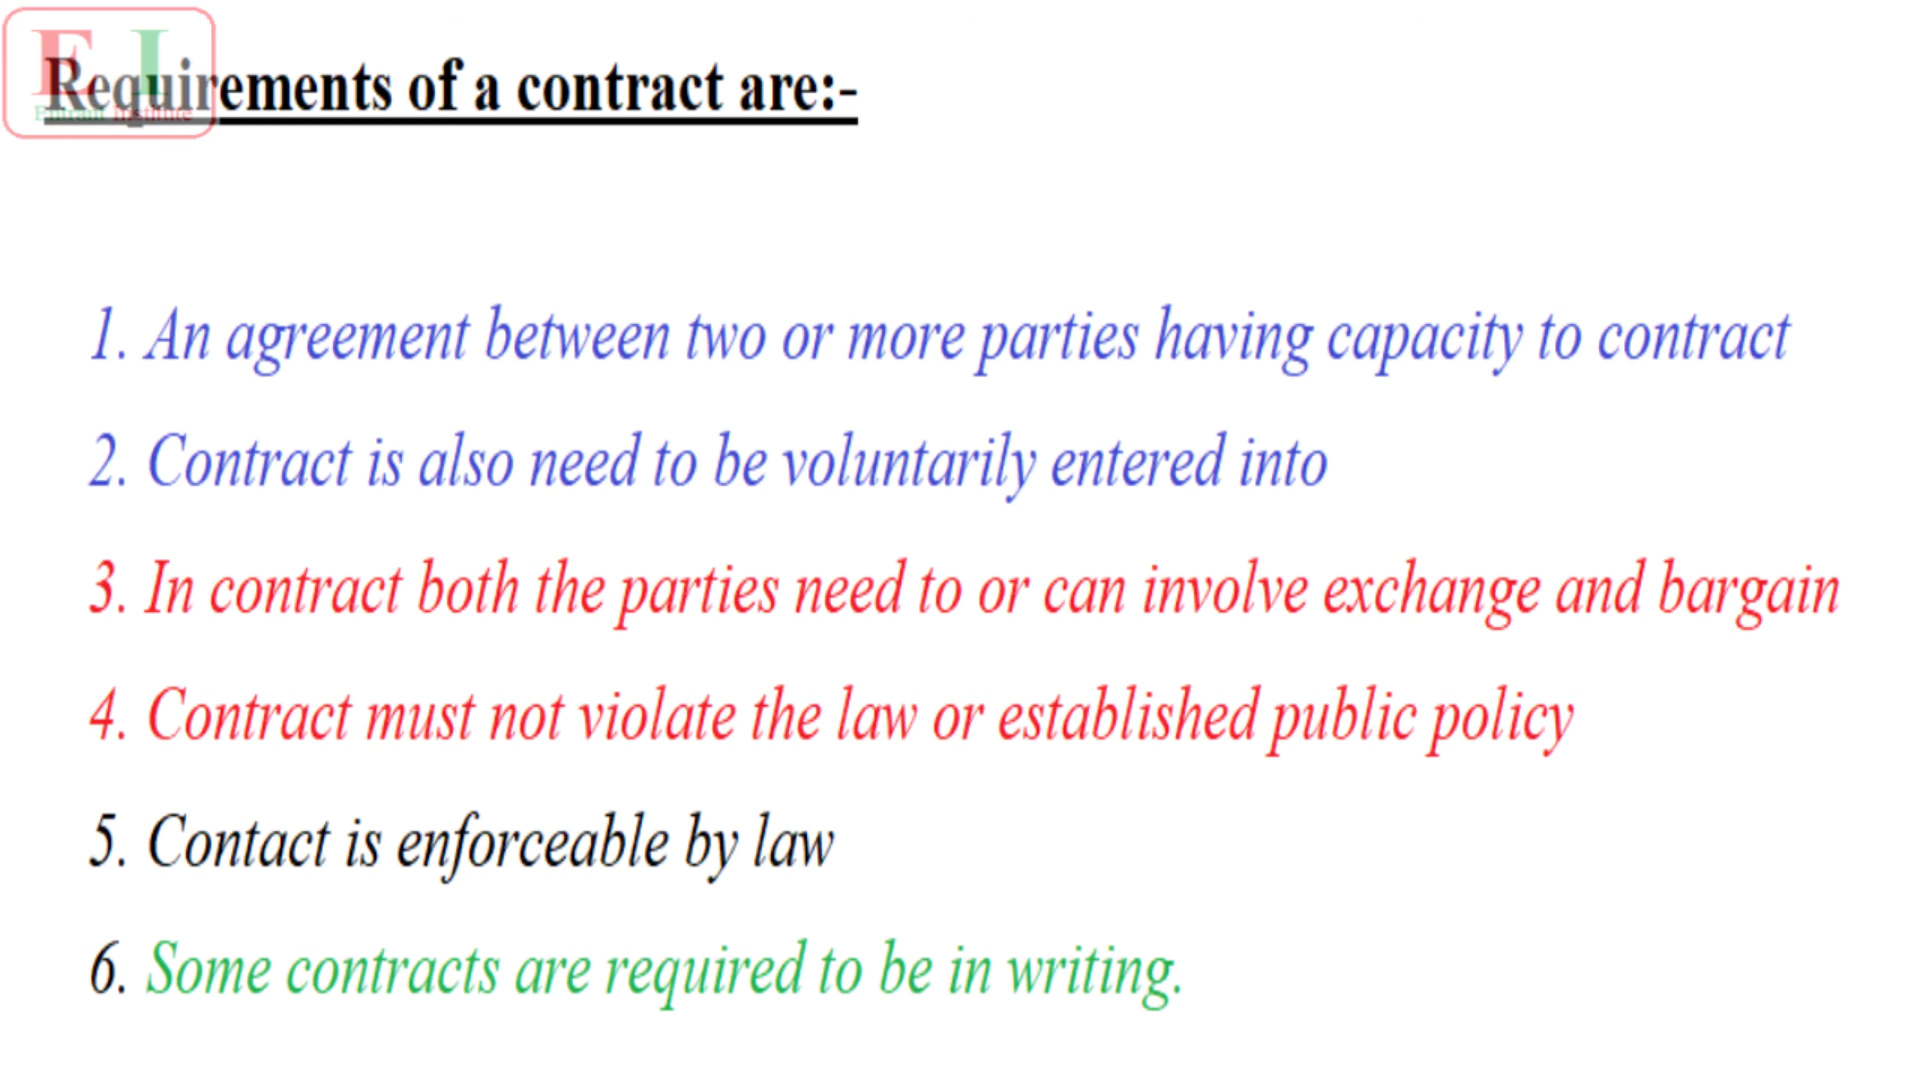 E I
Requirements of a contract are:-
Institute
1. An agreement between two or more parties having capacity to contract
2. Contract is also need to be voluntarily entered into
3. In contract both the parties need to or can involve exchange and bargain
4. Contract must not violate the law or established public policy
5. Contact is enforceable by law
6. Some contracts are required to be in writing.